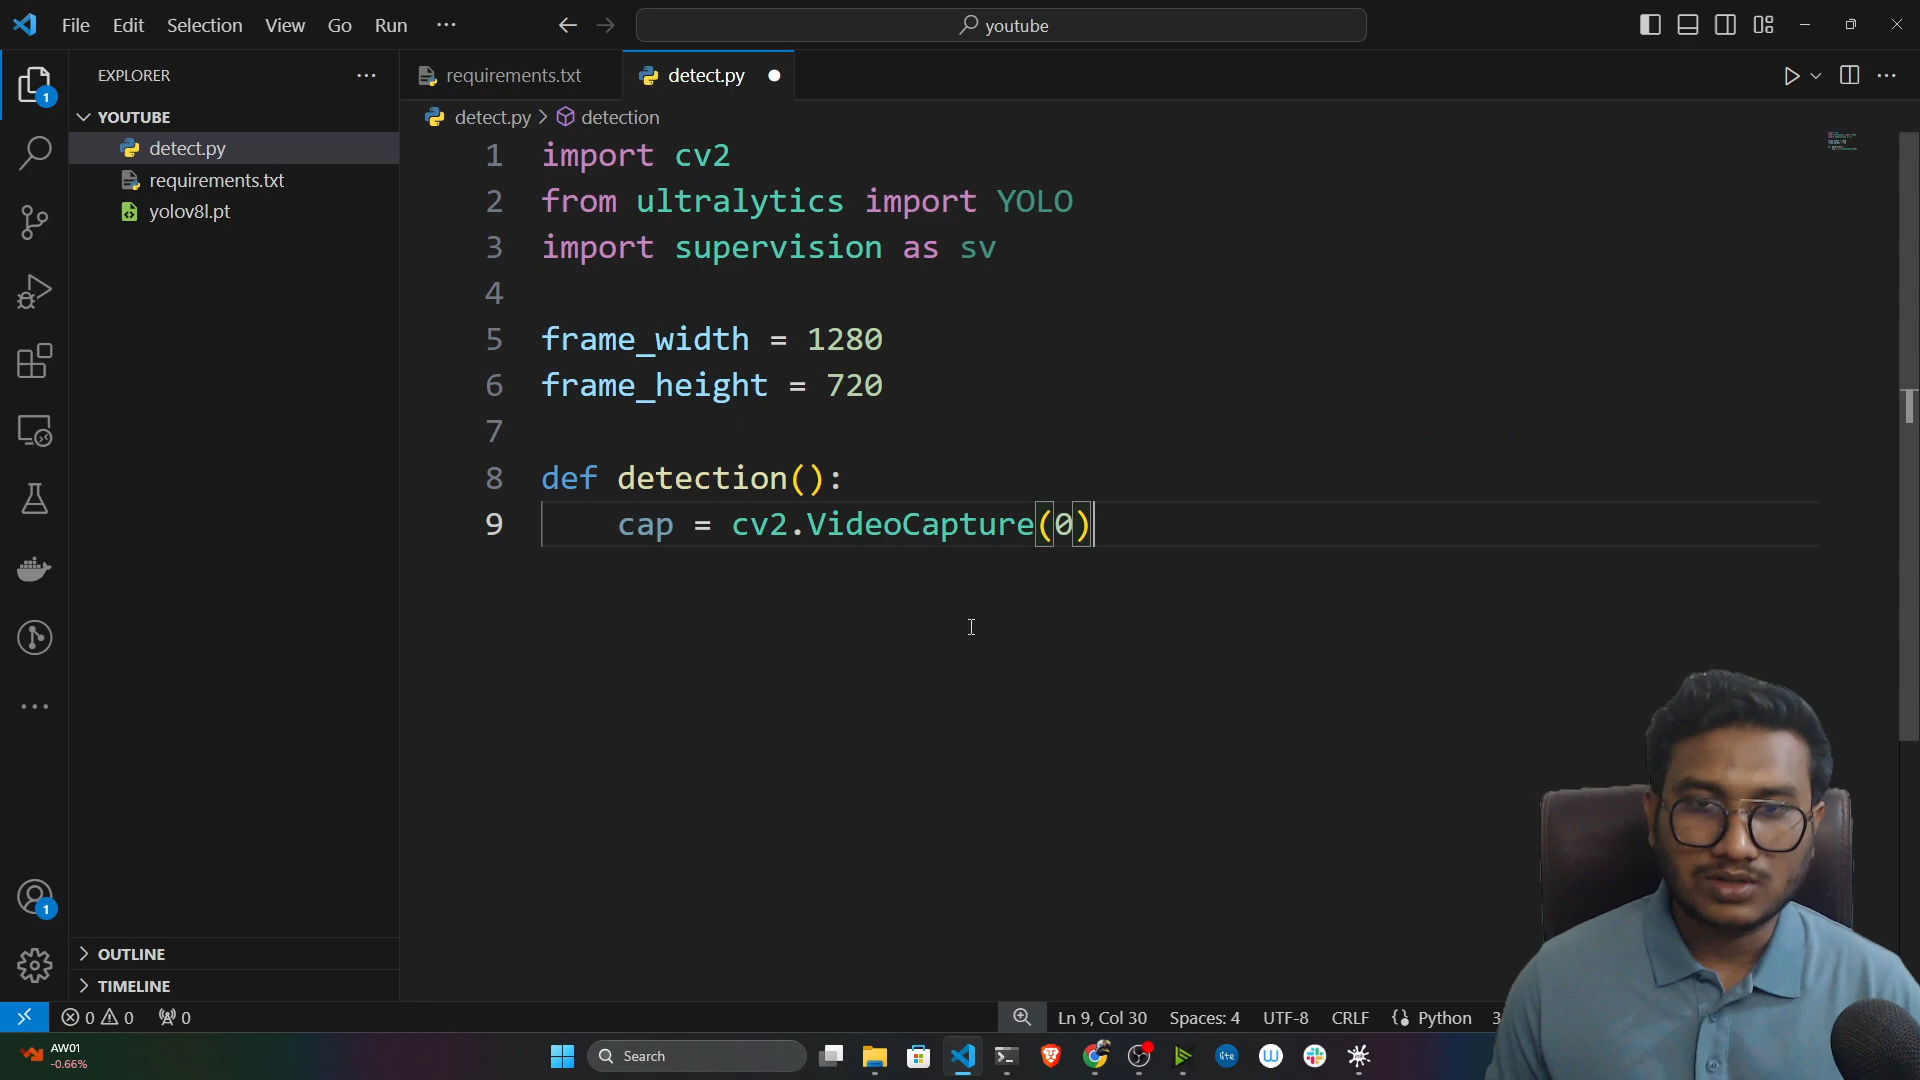 File Edit Selection View Go Run ··· youtube
EXPLORER ···
requirements.txt detect.py
YOUTUBE
detect.py > detection
detect.py
requirements.txt
yolov8l.pt
1 import cv2
2 from ultralytics import YOLO
3 import supervision as sv
4
5 frame_width = 1280
6 frame_height = 720
7
8 def detection():
9 cap = cv2.VideoCapture(0)
1
1
OUTLINE
TIMELINE
0 0 0 Ln 9, Col 30 Spaces: 4 UTF-8 CRLF Python
AW01
-0.66%
Search
lite